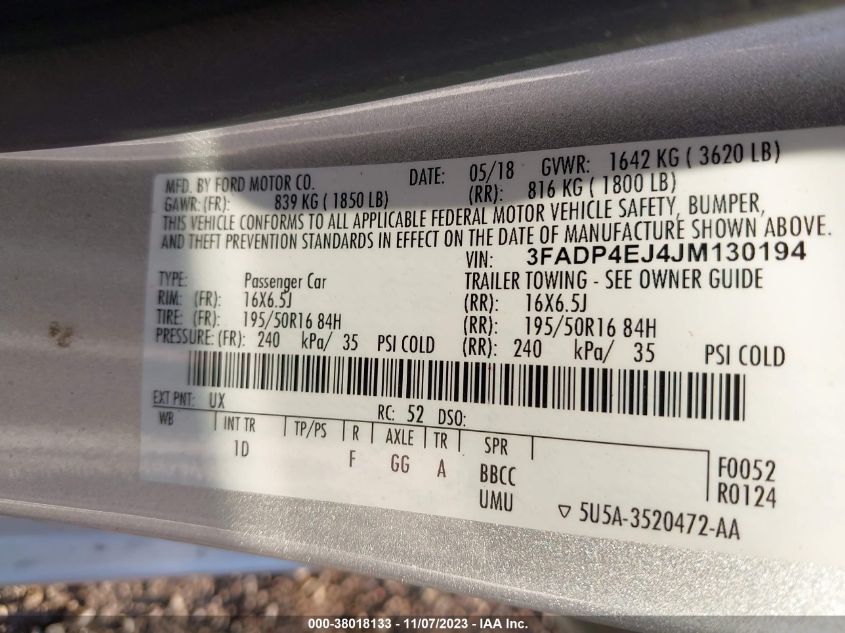 MFD. BY FORD MOTOR CO. DATE: 05/18 GVWR: 1642 KG ( 3620 LB)
GAWR:(FR): 839 KG ( 1850 LB) (RR): 816 KG ( 1800 LB)
THIS VEHICLE CONFORMS TO ALL APPLICABLE FEDERAL MOTOR VEHICLE SAFETY, BUMPER,
AND THEFT PREVENTION STANDARDS IN EFFECT ON THE DATE OF MANUFACTURE SHOWN ABOVE.
VIN: 3FADP4EJ4JM130194
TYPE: Passenger Car TRAILER TOWING - SEE OWNER GUIDE
RIM: (FR): 16X6.5J (RR): 16X6.5J
TIRE: (FR): 195/50R16 84H (RR): 195/50R16 84H
PRESSURE:(FR): 240 kPa/ 35 PSI COLD (RR): 240 kPa/ 35 PSI COLD
EXT PNT: UX RC: 52 DSO:
WB INT TR TP/PS R AXLE TR SPR
1D F GG A BBCC F0052
UMU R0124
▽ 5U5A-3520472-AA
000-38018133 - 11/07/2023 - IAA Inc.